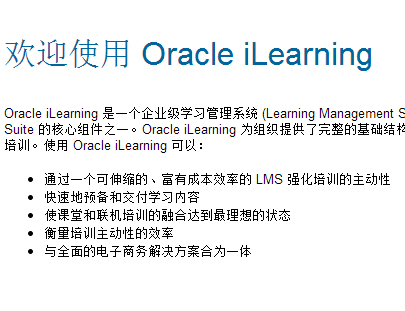 欢迎使用 Oracle iLearning
Oracle iLearning 是一个企业级学习管理系统 (Learning Management S
Suite 的核心组件之一。Oracle iLearning 为组织提供了完整的基础结构
培训。使用 Oracle iLearning 可以：
• 通过一个可伸缩的、富有成本效率的 LMS 强化培训的主动性
• 快速地预备和交付学习内容
• 使课堂和联机培训的融合达到最理想的状态
• 衡量培训主动性的效率
• 与全面的电子商务解决方案合为一体